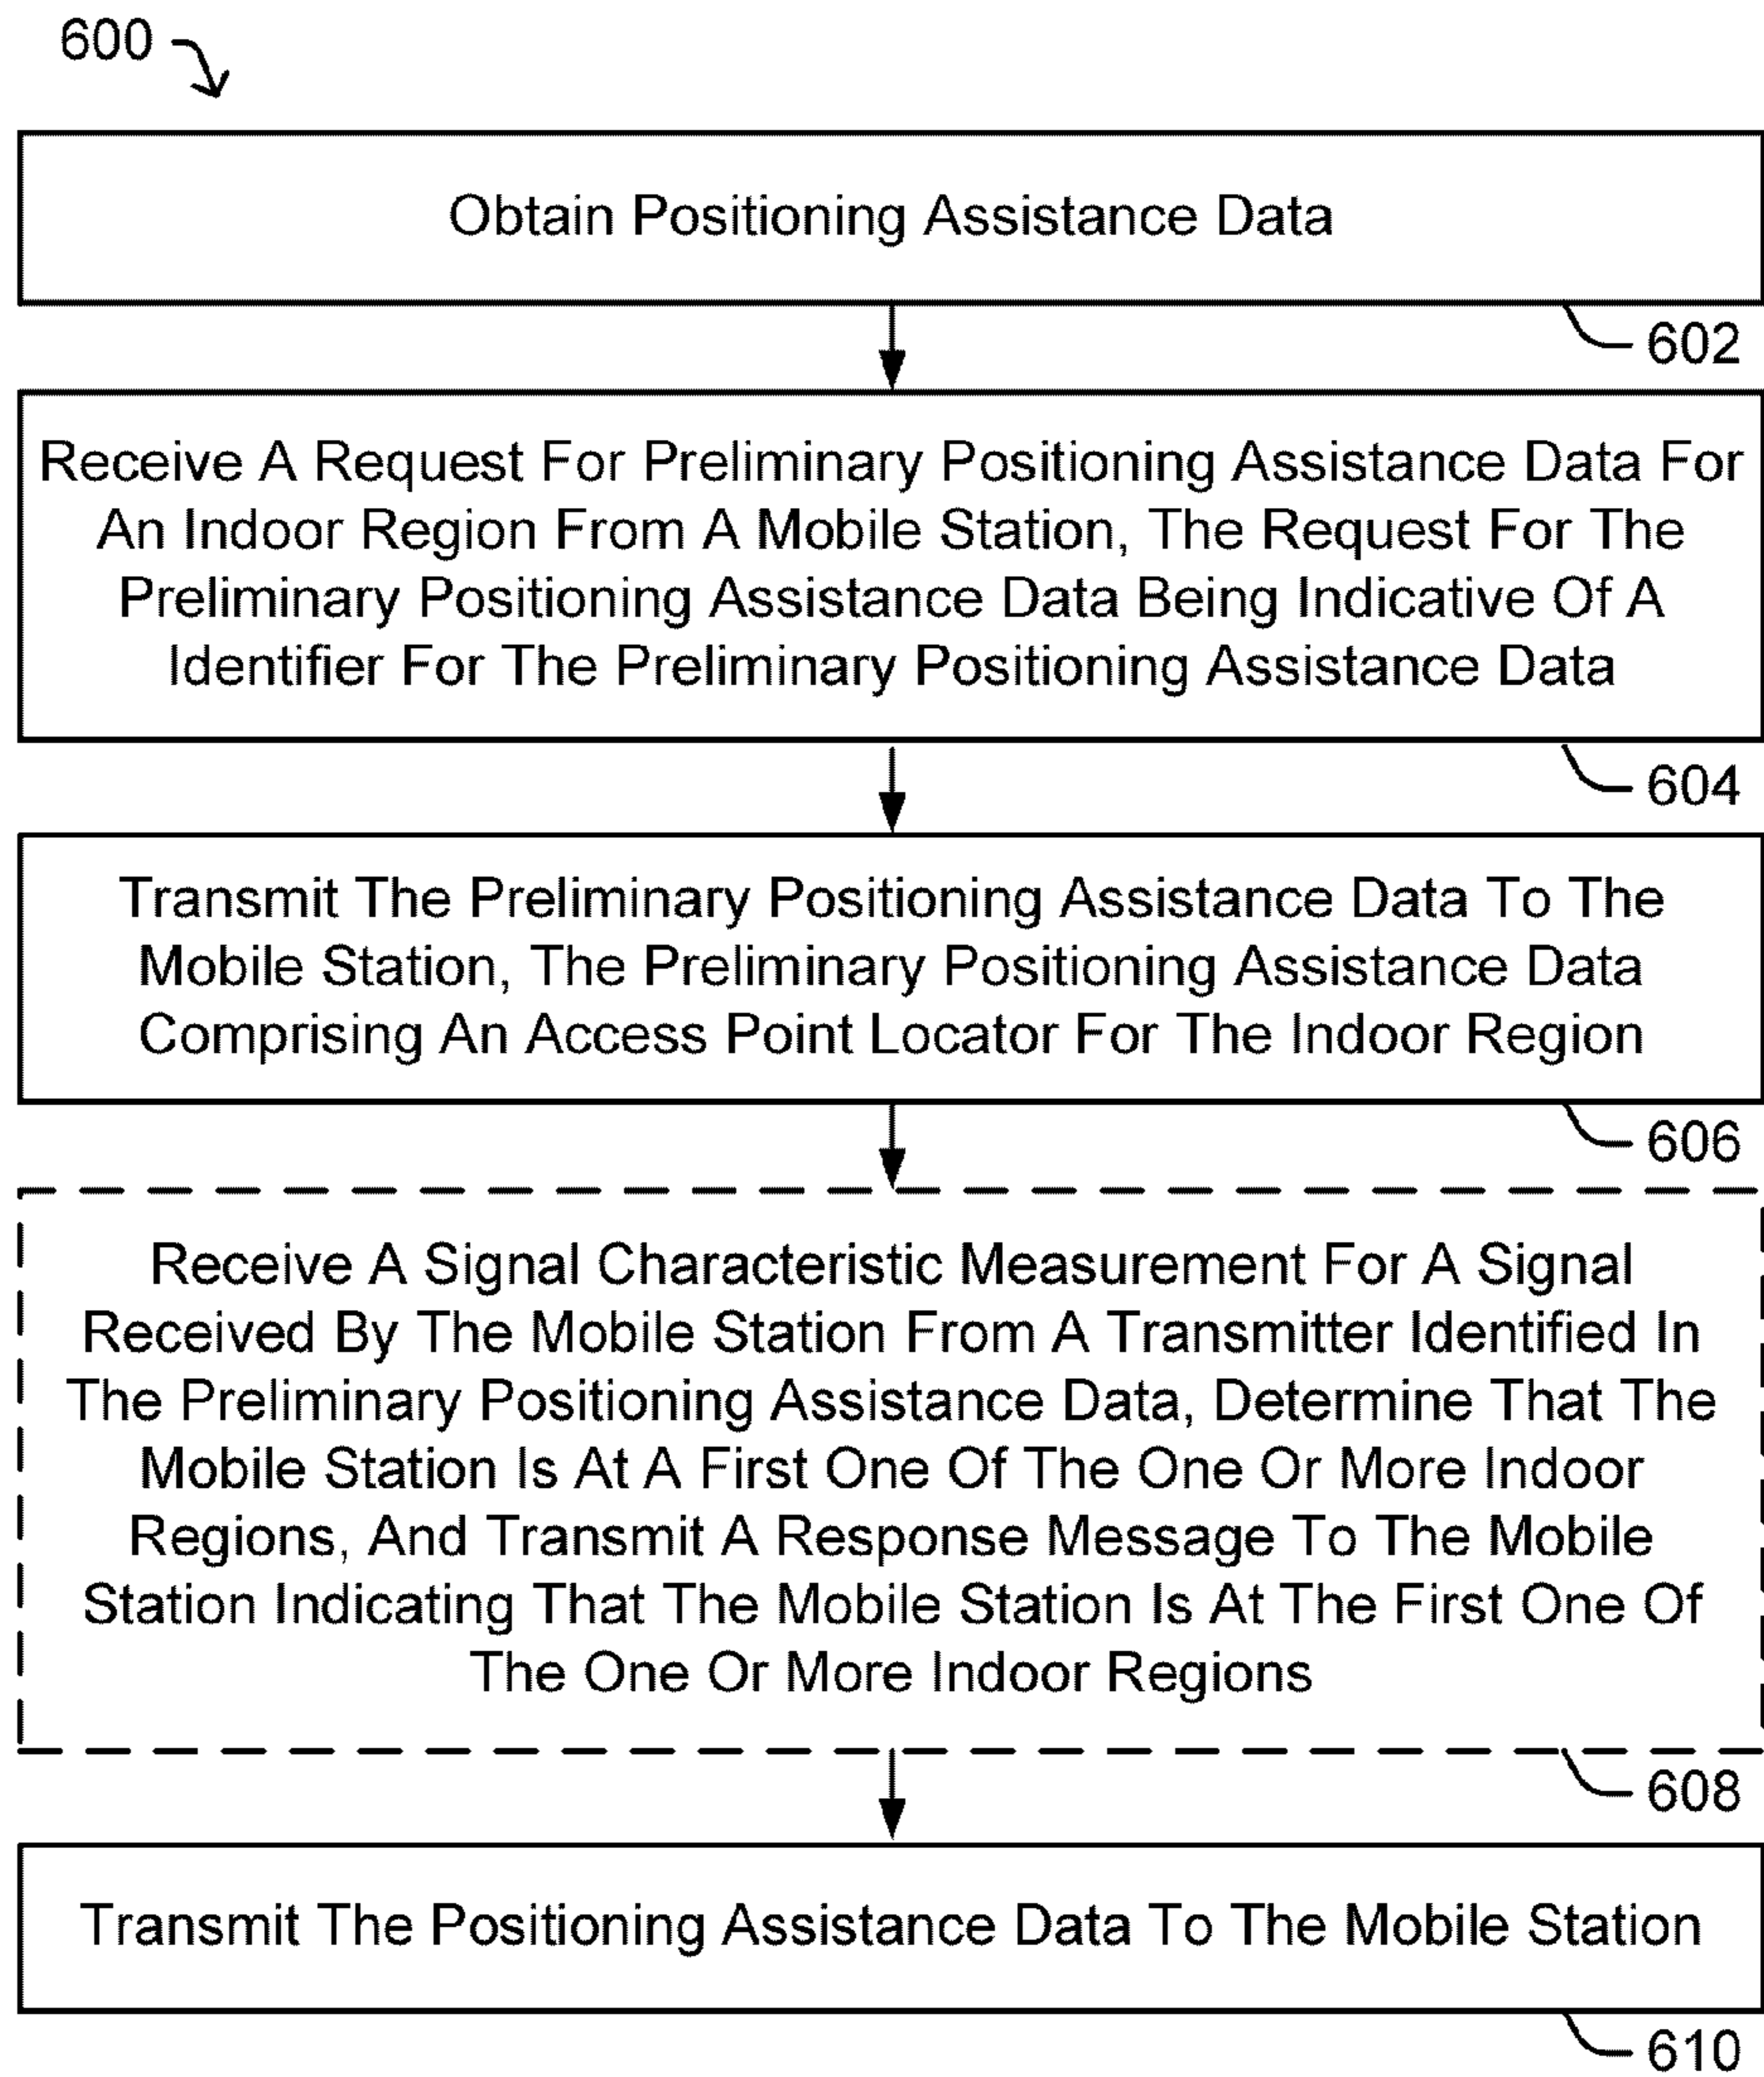 600
Obtain Positioning Assistance Data
602
Receive A Request For Preliminary Positioning Assistance Data For
An Indoor Region From A Mobile Station, The Request For The
Preliminary Positioning Assistance Data Being Indicative Of A
Identifier For The Preliminary Positioning Assistance Data
604
Transmit The Preliminary Positioning Assistance Data To The
Mobile Station, The Preliminary Positioning Assistance Data
Comprising An Access Point Locator For The Indoor Region
606
Receive A Signal Characteristic Measurement For A Signal
Received By The Mobile Station From A Transmitter Identified In
The Preliminary Positioning Assistance Data, Determine That The
Mobile Station Is At A First One Of The One Or More Indoor
Regions, And Transmit A Response Message To The Mobile
Station Indicating That The Mobile Station Is At The First One Of
The One Or More Indoor Regions
608
Transmit The Positioning Assistance Data To The Mobile Station
610